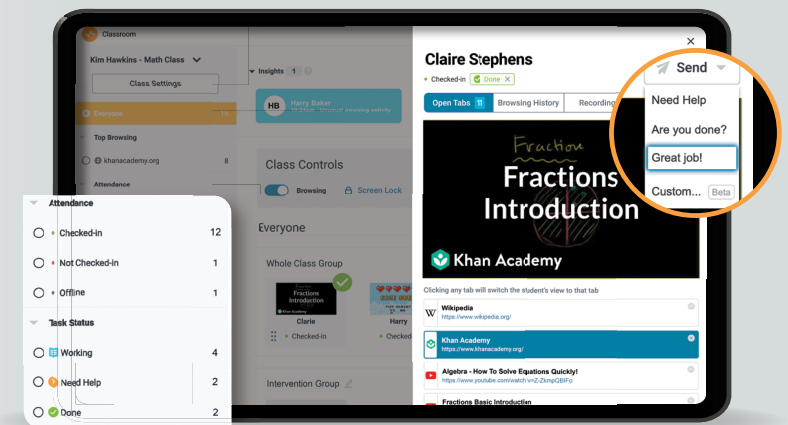 Classroom
Kim Hawkins - Math Class
Class Settings
Everyone
Top Browsing
khanacademy.org 8
Attendance
Attendance
Checked-in 12
Not Checked-in 1
Offline 1
Task Status
Working 4
Need Help 2
Done 2
Insights 1
HB
Harry Baker
Unusual browsing activity
Class Controls
Browsing
Screen Lock
Everyone
Whole Class Group
Fractions
Introduction
Clarie
Checked-in
Harry
Checked
Intervention Group
Claire Stephens
Checked-in
Done
Open Tabs 11
Browsing History
Recording
Fraction
Fractions
Introduction
Khan Academy
Clicking any tab will switch the student's view to that tab
W
Wikipedia
https://www.wikipedia.org/
Khan Academy
https://www.khanacademy.org/
Algebra - How To Solve Equations Quickly!
https://www.youtube.com/watch?v=Z-ZkmpQBIFo
Fractions Basic Introduction
Send
Need Help
Are you done?
Great job!
Custom... Beta